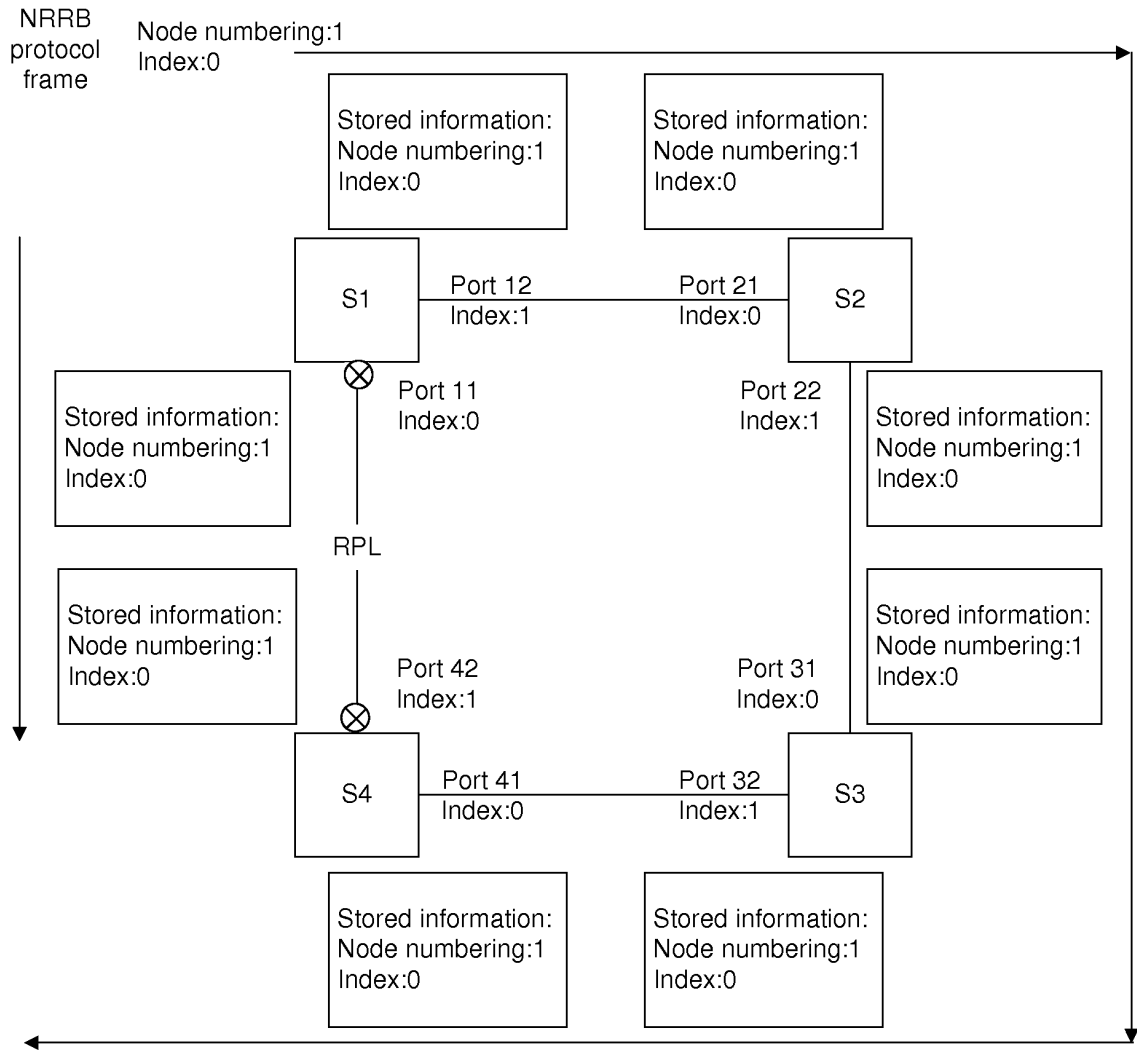 NRRB
protocol
frame
Node numbering:1
Index:0
Stored information:
Node numbering:1
Index:0
Stored information:
Node numbering:1
Index:0
S1
Port 12
Index:1
Port 21
Index:0
S2
Port 11
Index:0
Port 22
Index:1
Stored information:
Node numbering:1
Index:0
Stored information:
Node numbering:1
Index:0
RPL
Stored information:
Node numbering:1
Index:0
Port 42
Index:1
Port 31
Index:0
Stored information:
Node numbering:1
Index:0
S4
Port 41
Index:0
Port 32
Index:1
S3
Stored information:
Node numbering:1
Index:0
Stored information:
Node numbering:1
Index:0